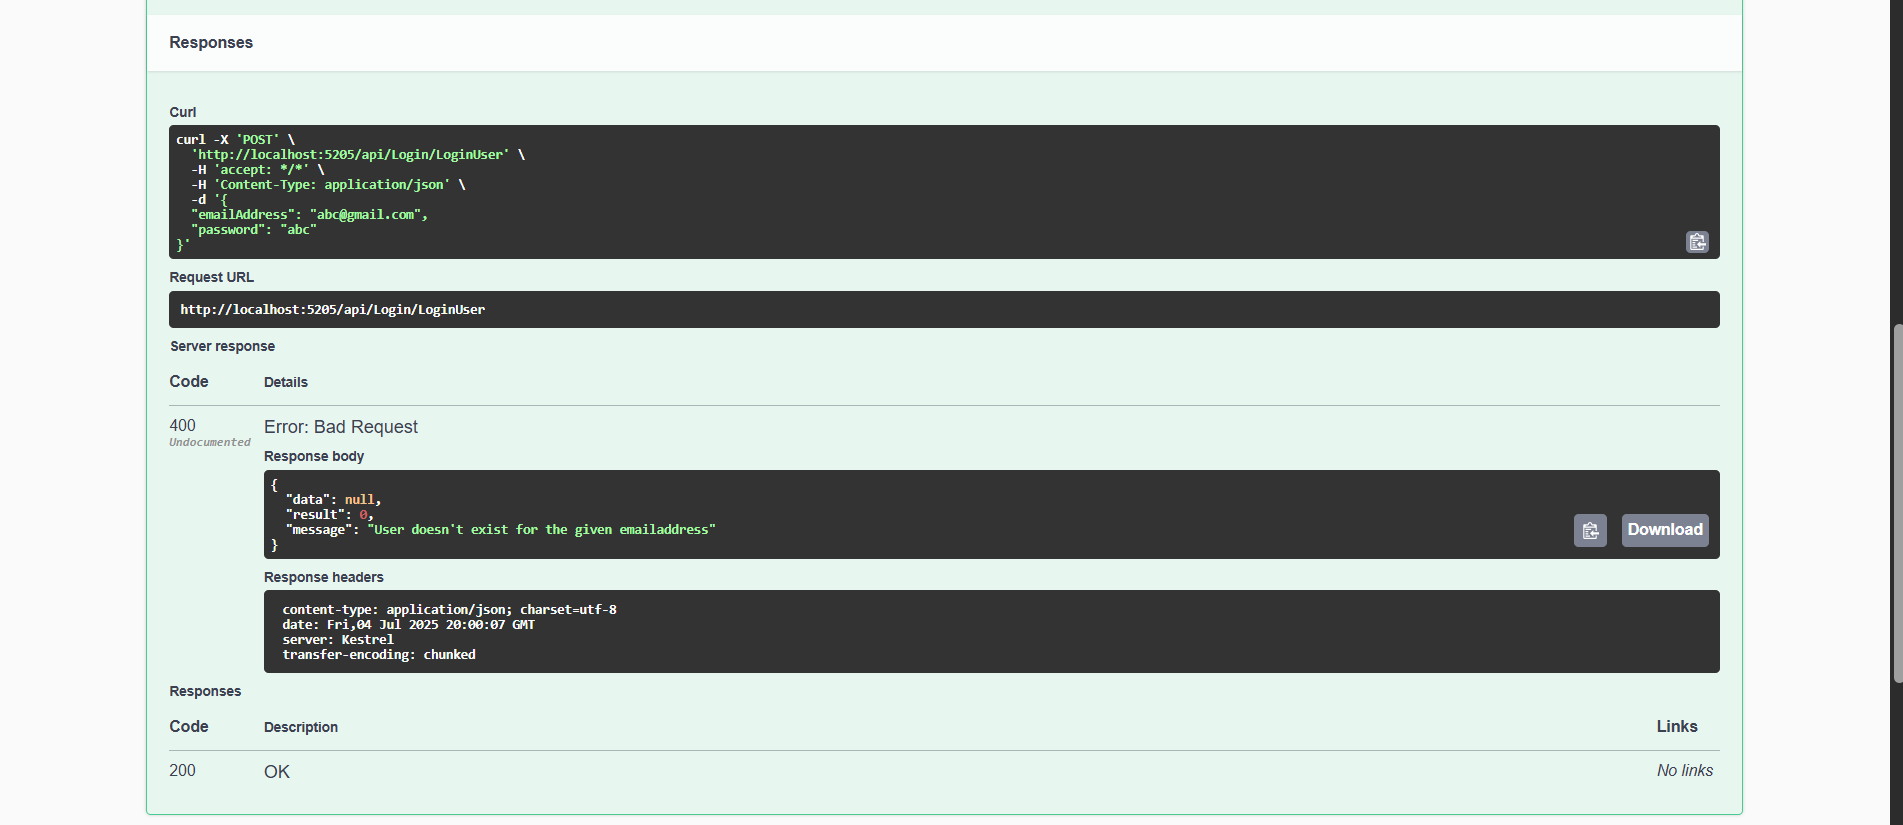 Responses
Curl
curl -X 'POST' \
  'http://localhost:5205/api/Login/LoginUser' \
  -H 'accept: */*' \
  -H 'Content-Type: application/json' \
  -d '{
  "emailAddress": "abc@gmail.com",
  "password": "abc"
}'
Request URL
http://localhost:5205/api/Login/LoginUser
Server response
Code Details
400 Error: Bad Request
Undocumented
Response body
{
  "data": null,
  "result": 0,
  "message": "User doesn't exist for the given emailaddress"
}
Download
Response headers
content-type: application/json; charset=utf-8
date: Fri,04 Jul 2025 20:00:07 GMT
server: Kestrel
transfer-encoding: chunked
Responses
Code Description Links
200 OK No links